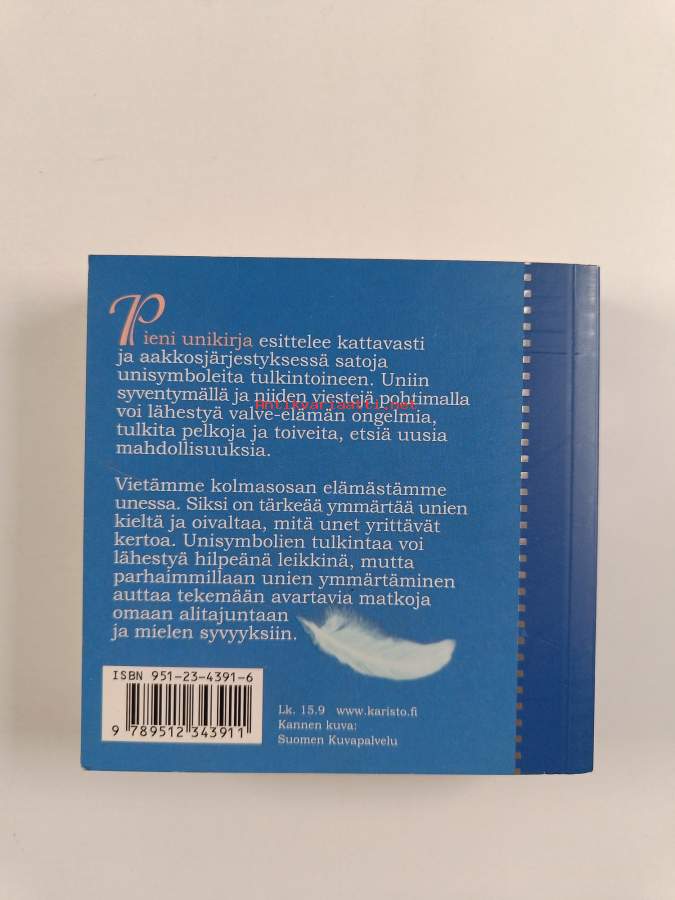 Pieni unikirja esittelee kattavasti
ja aakkosjärjestyksessä satoja
unisymboleita tulkintoineen. Uniin
syventymällä ja niiden viestejä pohtimalla
Antikvariaatti.net
voi lähestyä valve-elämän ongelmia,
tulkita pelkoja ja toiveita, etsiä uusia
mahdollisuuksia.
Vietämme kolmasosan elämästämme
unessa. Siksi on tärkeää ymmärtää unien
kieltä ja oivaltaa, mitä unet yrittävät
kertoa. Unisymbolien tulkintaa voi
lähestyä hilpeänä leikkinä, mutta
parhaimmillaan unien ymmärtäminen
auttaa tekemään avartavia matkoja
omaan alitajuntaan
ja mielen syvyyksiin.
ISBN 951-23-4391-6
9 789512 343911
Lk. 15.9 www.karisto.fi
Kannen kuva:
Suomen Kuvapalvelu